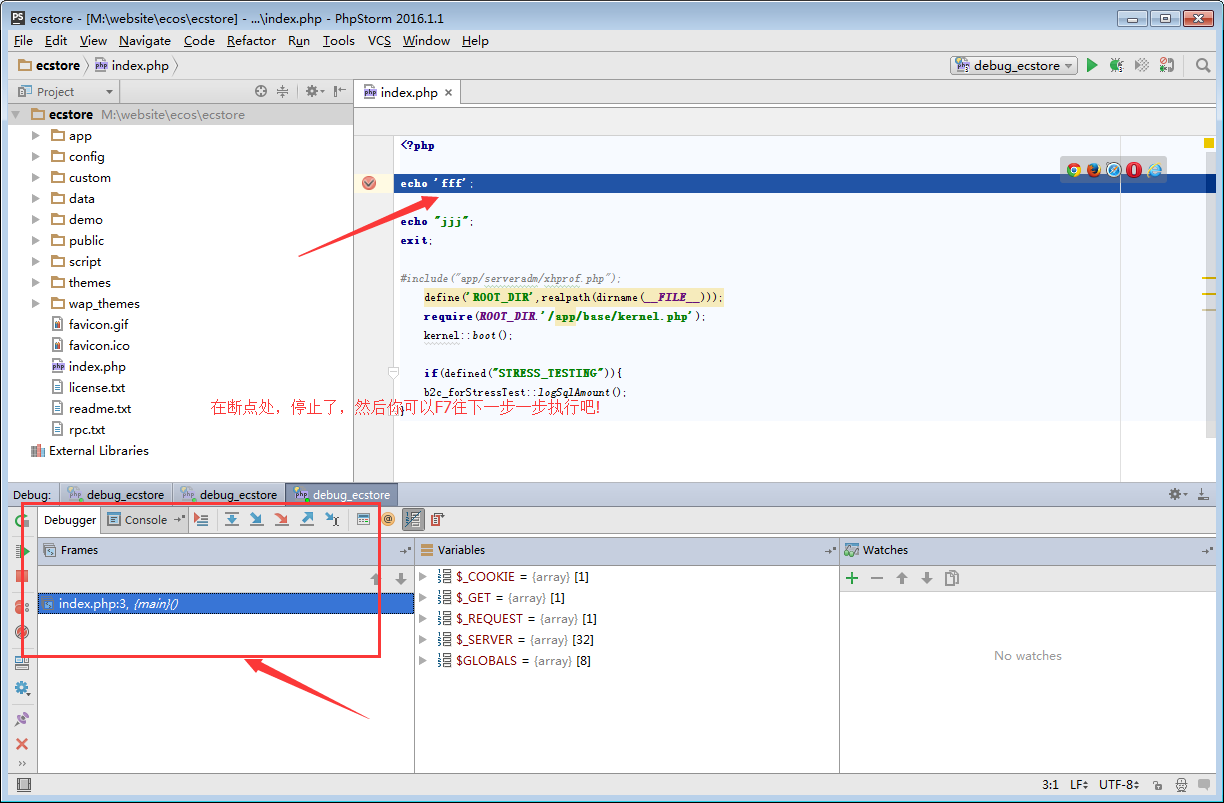 ecstore - [M:\website\ecos\ecstore] - ...\index.php - PhpStorm 2016.1.1
File Edit View Navigate Code Refactor Run Tools VCS Window Help
ecstore index.php debug_ecstore
Project index.php
ecstore M:\website\ecos\ecstore
app
config
custom
data
demo
public
script
themes
wap_themes
favicon.gif
favicon.ico
index.php
license.txt
readme.txt
rpc.txt
External Libraries
<?php
echo 'fff';
echo "jjj";
exit;
#include("app/serveradm/xhprof.php");
define('ROOT_DIR',realpath(dirname(__FILE__)));
require(ROOT_DIR.'/app/base/kernel.php');
kernel::boot();
if(defined("STRESS_TESTING")){
b2c_forStressTest::logSqlAmount();
}
在断点处，停止了，然后你可以F7往下一步一步执行吧!
Debug: debug_ecstore debug_ecstore debug_ecstore
Debugger Console
Frames Variables Watches
index.php:3, {main}()
$_COOKIE = {array} [1]
$_GET = {array} [1]
$_REQUEST = {array} [1]
$_SERVER = {array} [32]
$GLOBALS = {array} [8]
No watches
3:1 LF UTF-8